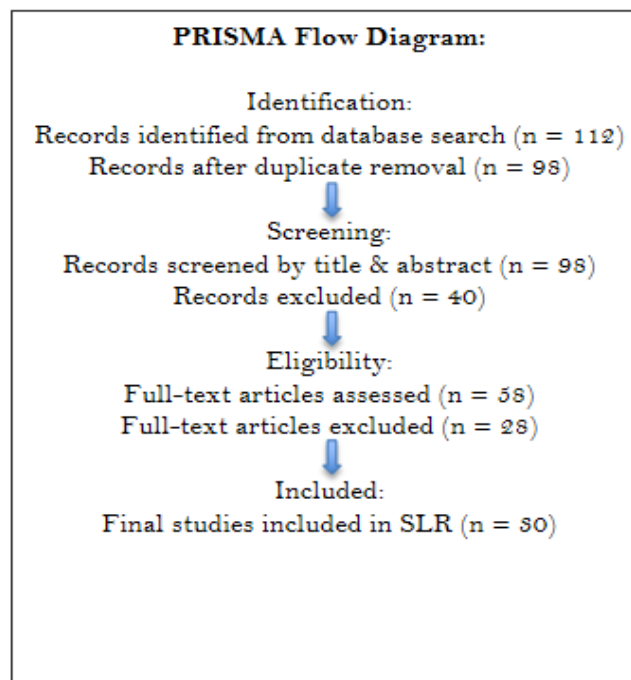 PRISMA Flow Diagram:
Identification:
Records identified from database search (n = 112)
Records after duplicate removal (n = 98)
Screening:
Records screened by title & abstract (n = 98)
Records excluded (n = 40)
Eligibility:
Full-text articles assessed (n = 58)
Full-text articles excluded (n = 28)
Included:
Final studies included in SLR (n = 30)